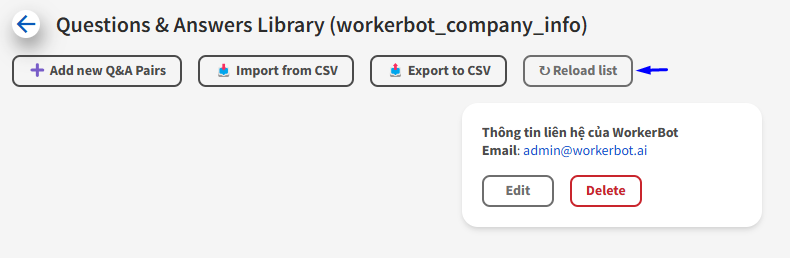 Questions & Answers Library (workerbot_company_info)
Add new Q&A Pairs
Import from CSV
Export to CSV
↻ Reload list
Thông tin liên hệ của WorkerBot
Email: admin@workerbot.ai
Edit
Delete